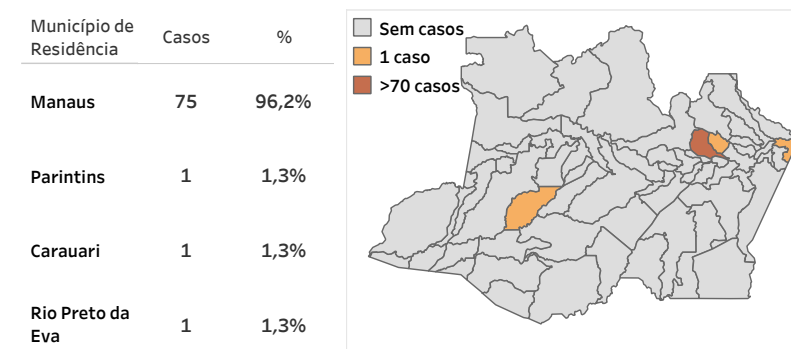 Município de
Residência
Casos
%
Manaus
75
96,2%
Parintins
1
1,3%
Carauari
1
1,3%
Rio Preto da
Eva
1
1,3%
Sem casos
1 caso
>70 casos